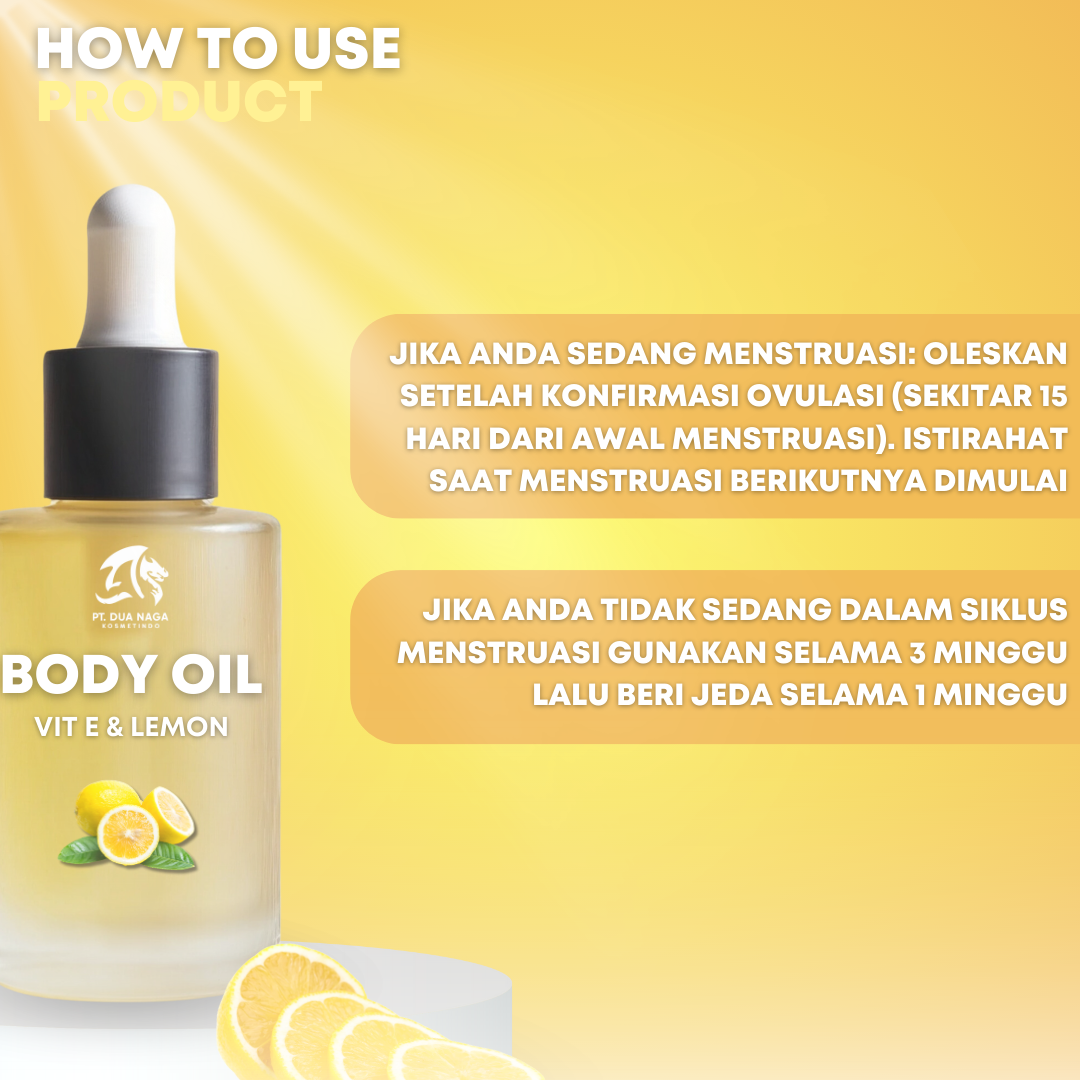 HOW TO USE
PRODUCT
JIKA ANDA SEDANG MENSTRUASI: OLESKAN
SETELAH KONFIRMASI OVULASI (SEKITAR 15
HARI DARI AWAL MENSTRUASI). ISTIRAHAT
SAAT MENSTRUASI BERIKUTNYA DIMULAI
JIKA ANDA TIDAK SEDANG DALAM SIKLUS
MENSTRUASI GUNAKAN SELAMA 3 MINGGU
LALU BERI JEDA SELAMA 1 MINGGU
PT. DUA NAGA
KOSMETINDO
BODY OIL
VIT E & LEMON